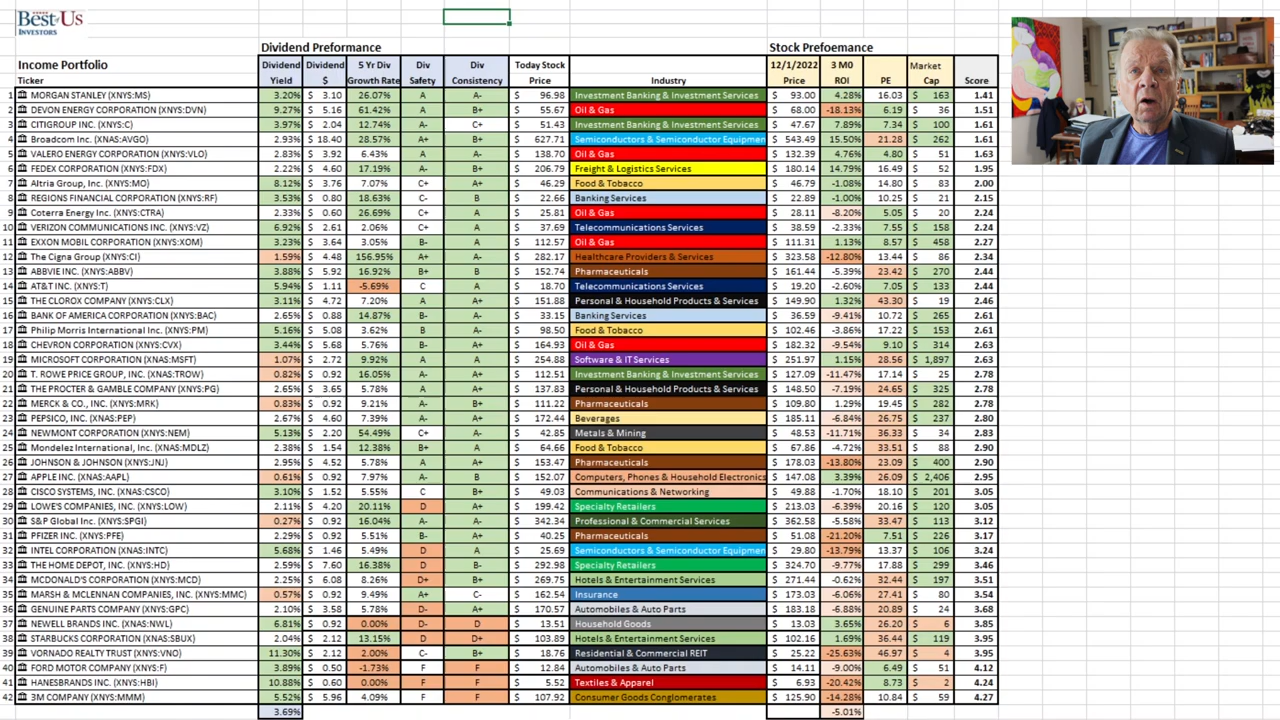 Best of Us
INVESTORS
Dividend Preformance Stock Prefoemance
Income Portfolio Dividend Dividend 5 Yr Div Div Div Today Stock 12/1/2022 3 M0 Market
Ticker Yield $ Growth Rate Safety Consistency Price Industry Price ROI PE Cap Score
1 MORGAN STANLEY (XNYS:MS) 3.20% $ 3.10 26.07% A A- $ 96.98 Investment Banking & Investment Services $ 93.00 4.28% 16.03 $ 163 1.41
2 DEVON ENERGY CORPORATION (XNYS:DVN) 9.27% $ 5.16 61.42% A B+ $ 55.67 Oil & Gas $ 68.00 -18.13% 6.19 $ 36 1.51
3 CITIGROUP INC. (XNYS:C) 3.97% $ 2.04 12.74% A- C+ $ 51.43 Investment Banking & Investment Services $ 47.67 7.89% 7.34 $ 100 1.61
4 Broadcom Inc. (XNAS:AVGO) 2.93% $ 18.40 28.57% A+ B+ $ 627.71 Semiconductors & Semiconductor Equipmen $ 543.49 15.50% 21.28 $ 262 1.61
5 VALERO ENERGY CORPORATION (XNYS:VLO) 2.83% $ 3.92 6.43% A A- $ 138.70 Oil & Gas $ 132.39 4.76% 4.80 $ 51 1.63
6 FEDEX CORPORATION (XNYS:FDX) 2.22% $ 4.60 17.19% A- B+ $ 206.79 Freight & Logistics Services $ 180.14 14.79% 16.49 $ 52 1.95
7 Altria Group, Inc. (XNYS:MO) 8.12% $ 3.76 7.07% C+ A $ 46.29 Food & Tobacco $ 46.79 -1.08% 14.80 $ 83 2.00
8 REGIONS FINANCIAL CORPORATION (XNYS:RF) 3.53% $ 0.80 18.63% C- B $ 22.66 Banking Services $ 22.89 -1.00% 10.25 $ 21 2.15
9 Coterra Energy Inc. (XNYS:CTRA) 2.33% $ 0.60 26.69% C+ A $ 25.81 Oil & Gas $ 28.11 -8.20% 5.05 $ 20 2.24
10 VERIZON COMMUNICATIONS INC. (XNYS:VZ) 6.92% $ 2.61 2.06% C+ A $ 37.69 Telecommunications Services $ 38.59 -2.33% 7.55 $ 158 2.24
11 EXXON MOBIL CORPORATION (XNYS:XOM) 3.23% $ 3.64 3.05% B- A $ 112.57 Oil & Gas $ 111.31 1.13% 8.57 $ 458 2.27
12 The Cigna Group (XNYS:CI) 1.59% $ 4.48 156.95% A+ A- $ 282.17 Healthcare Providers & Services $ 323.58 -12.80% 13.44 $ 86 2.34
13 ABBVIE INC. (XNYS:ABBV) 3.88% $ 5.92 16.92% B+ B $ 152.74 Pharmaceuticals $ 161.44 -5.39% 23.42 $ 270 2.44
14 AT&T INC. (XNYS:T) 5.94% $ 1.11 -5.69% C A $ 18.70 Telecommunications Services $ 19.20 -2.60% 7.05 $ 133 2.44
15 THE CLOROX COMPANY (XNYS:CLX) 3.11% $ 4.72 7.20% A A+ $ 151.88 Personal & Household Products & Services $ 149.90 1.32% 43.30 $ 19 2.46
16 BANK OF AMERICA CORPORATION (XNYS:BAC) 2.65% $ 0.88 14.87% B- A- $ 33.15 Banking Services $ 36.59 -9.41% 10.72 $ 265 2.61
17 Philip Morris International Inc. (XNYS:PM) 5.16% $ 5.08 3.62% B A- $ 98.50 Food & Tobacco $ 102.46 -3.86% 17.22 $ 153 2.61
18 CHEVRON CORPORATION (XNYS:CVX) 3.44% $ 5.68 5.76% B- A+ $ 164.93 Oil & Gas $ 182.32 -9.54% 9.10 $ 314 2.63
19 MICROSOFT CORPORATION (XNAS:MSFT) 1.07% $ 2.72 9.92% A A $ 254.88 Software & IT Services $ 251.97 1.15% 28.56 $ 1,897 2.63
20 T. ROWE PRICE GROUP, INC. (XNAS:TROW) 0.82% $ 0.92 16.05% A- A+ $ 112.51 Investment Banking & Investment Services $ 127.09 -11.47% 17.14 $ 25 2.78
21 THE PROCTER & GAMBLE COMPANY (XNYS:PG) 2.65% $ 3.65 5.78% A A+ $ 137.83 Personal & Household Products & Services $ 148.50 -7.19% 24.65 $ 325 2.78
22 MERCK & CO., INC. (XNYS:MRK) 0.83% $ 0.92 9.21% B+ A- $ 111.22 Pharmaceuticals $ 109.80 1.29% 19.45 $ 282 2.78
23 PEPSICO, INC. (XNAS:PEP) 2.67% $ 4.60 7.39% A- A+ $ 172.44 Beverages $ 185.11 -6.84% 26.75 $ 237 2.80
24 NEWMONT CORPORATION (XNYS:NEM) 5.13% $ 2.20 54.49% C+ A- $ 42.85 Metals & Mining $ 48.53 -11.71% 36.33 $ 34 2.83
25 Mondelez International, Inc. (XNAS:MDLZ) 2.38% $ 1.54 12.38% B+ A $ 64.66 Food & Tobacco $ 67.86 -4.72% 33.51 $ 88 2.90
26 JOHNSON & JOHNSON (XNYS:JNJ) 2.95% $ 4.52 5.78% A A+ $ 153.47 Pharmaceuticals $ 178.03 -13.80% 23.09 $ 400 2.90
27 APPLE INC. (XNAS:AAPL) 0.61% $ 0.92 7.97% A- B $ 152.07 Computers, Phones & Household Electronics $ 147.08 3.39% 26.09 $ 2,406 2.95
28 CISCO SYSTEMS, INC. (XNAS:CSCO) 3.10% $ 1.52 5.55% C B+ $ 49.03 Communications & Networking $ 49.88 -1.70% 18.10 $ 201 3.05
29 LOWE'S COMPANIES, INC. (XNYS:LOW) 2.11% $ 4.20 20.11% D A+ $ 199.42 Specialty Retailers $ 213.03 -6.39% 20.16 $ 120 3.05
30 S&P Global Inc. (XNYS:SPGI) 0.27% $ 0.92 16.04% A- A- $ 342.34 Professional & Commercial Services $ 362.58 -5.58% 33.47 $ 113 3.12
31 PFIZER INC. (XNYS:PFE) 2.29% $ 0.92 5.51% B- A+ $ 40.25 Pharmaceuticals $ 51.08 -21.20% 7.51 $ 226 3.17
32 INTEL CORPORATION (XNAS:INTC) 5.68% $ 1.46 5.49% D A $ 25.69 Semiconductors & Semiconductor Equipmen $ 29.80 -13.79% 13.37 $ 106 3.24
33 THE HOME DEPOT, INC. (XNYS:HD) 2.59% $ 7.60 16.38% D B- $ 292.98 Specialty Retailers $ 324.70 -9.77% 17.88 $ 299 3.46
34 MCDONALD'S CORPORATION (XNYS:MCD) 2.25% $ 6.08 8.26% D+ B+ $ 269.75 Hotels & Entertainment Services $ 271.44 -0.62% 32.44 $ 197 3.51
35 MARSH & MCLENNAN COMPANIES, INC. (XNYS:MMC) 0.57% $ 0.92 9.49% A+ C- $ 162.54 Insurance $ 173.03 -6.06% 27.41 $ 80 3.54
36 GENUINE PARTS COMPANY (XNYS:GPC) 2.10% $ 3.58 5.78% D- A+ $ 170.57 Automobiles & Auto Parts $ 183.18 -6.88% 20.89 $ 24 3.68
37 NEWELL BRANDS INC. (XNAS:NWL) 6.81% $ 0.92 0.00% D- D $ 13.51 Household Goods $ 13.03 3.65% 26.20 $ 6 3.85
38 STARBUCKS CORPORATION (XNAS:SBUX) 2.04% $ 2.12 13.15% D D+ $ 103.89 Hotels & Entertainment Services $ 102.16 1.69% 36.44 $ 119 3.95
39 VORNADO REALTY TRUST (XNYS:VNO) 11.30% $ 2.12 2.00% C- B+ $ 18.76 Residential & Commercial REIT $ 25.22 -25.63% 46.97 $ 4 3.95
40 FORD MOTOR COMPANY (XNYS:F) 3.89% $ 0.50 -1.73% F F $ 12.84 Automobiles & Auto Parts $ 14.11 -9.00% 6.49 $ 51 4.12
41 HANESBRANDS INC. (XNYS:HBI) 10.88% $ 0.60 0.00% F F $ 5.52 Textiles & Apparel $ 6.93 -20.42% 8.73 $ 2 4.24
42 3M COMPANY (XNYS:MMM) 5.52% $ 5.96 4.09% F F $ 107.92 Consumer Goods Conglomerates $ 125.90 -14.28% 10.84 $ 59 4.27
3.69% -5.01%